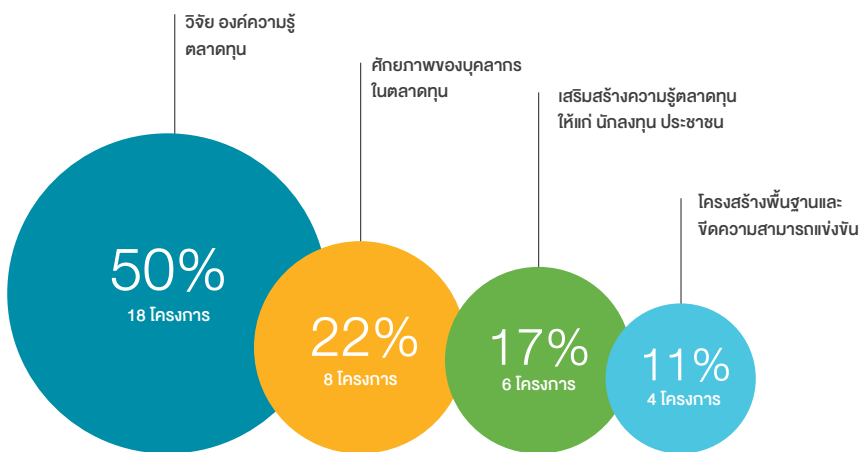 วิจัย องค์ความรู้
ตลาดทุน
ศักยภาพของบุคลากร
ในตลาดทุน
เสริมสร้างความรู้ตลาดทุน
ให้แก่ นักลงทุน ประชาชน
โครงสร้างพื้นฐานและ
ขีดความสามารถแข่งขัน
50%
18 โครงการ
22%
8 โครงการ
17%
6 โครงการ
11%
4 โครงการ